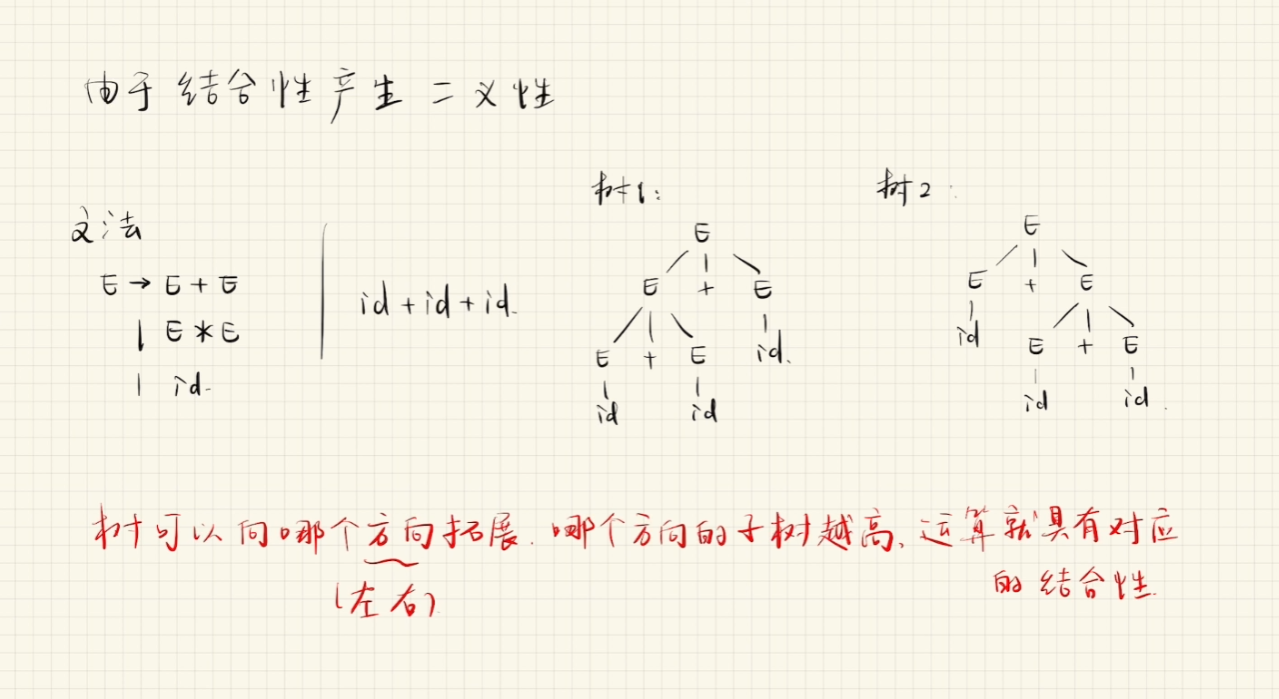 由于结合性产生二义性
树1:
树2
文法
E → E + E
| E * E
| id.
id + id + id.
E
E + E
E + E id.
id id
E
E + E
id E + E
id id.
树可以向哪个方向拓展.哪个方向的子树越高,运算就具有对应
(左右)
的结合性.